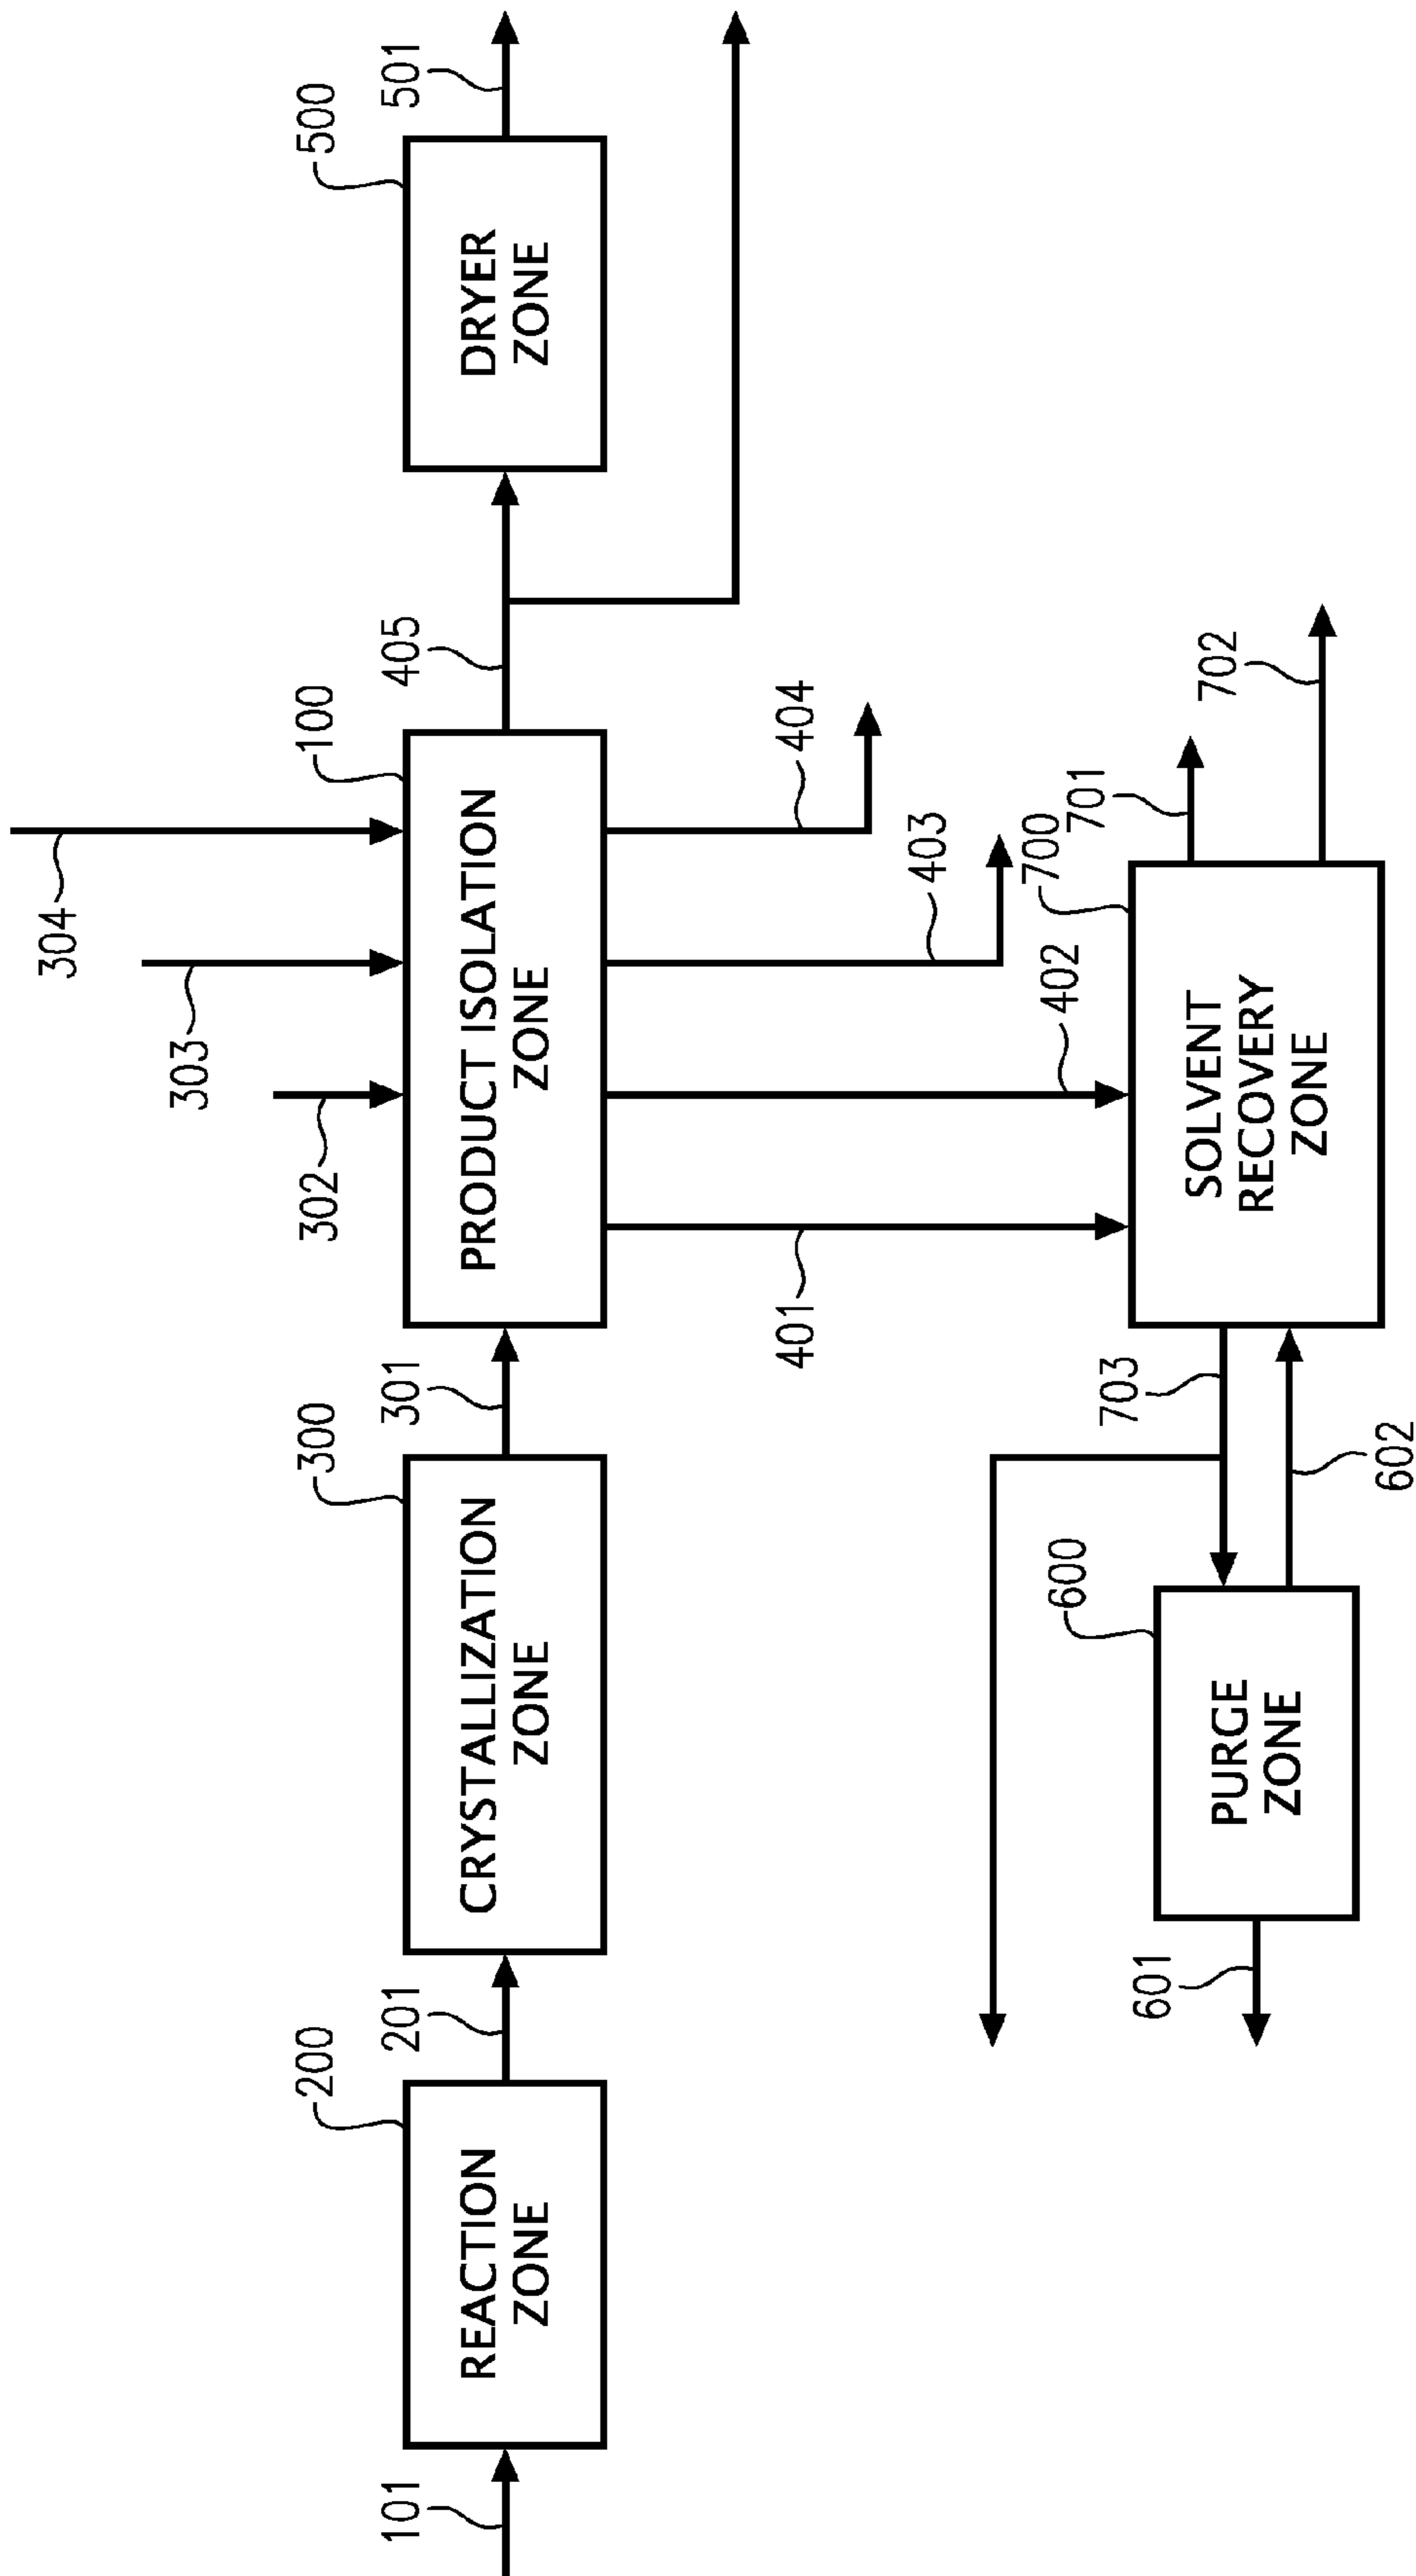 304
303
302
101
200
REACTION
ZONE
201
300
CRYSTALLIZATION
ZONE
301
100
PRODUCT ISOLATION
ZONE
405
500
DRYER
ZONE
501
401
402
403
404
601
600
PURGE
ZONE
602
703
700
SOLVENT
RECOVERY
ZONE
701
702